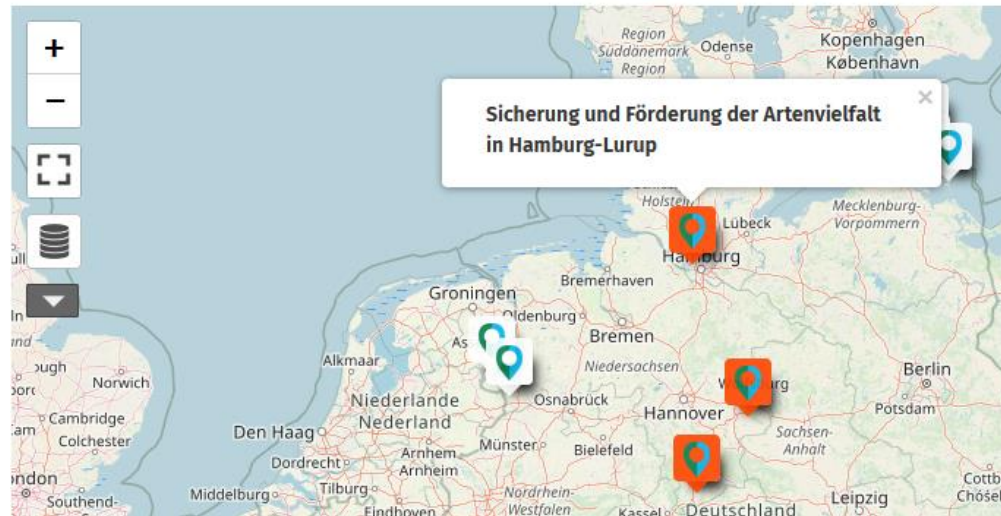 Region
Süddänemark
Region
Odense
Kopenhagen
København
+
−
×
Sicherung und Förderung der Artenvielfalt
in Hamburg-Lurup
Holstein
Lübeck
Mecklenburg-
Vorpommern
Hamburg
Bremerhaven
Groningen
Oldenburg
Bremen
Alkmaar
Niedersachsen
Berlin
Norwich
Niederlande
Nederland
Osnabrück
Hannover
Potsdam
Cambridge
Colchester
Den Haag
Münster
Bielefeld
Sachsen-
Anhalt
Arnhem
Arnheim
Dordrecht
Southend-
Middelburg
Tilburg
Eindhoven
Nordrhein-
Westfalen
Kassel
Deutschland
Leipzig